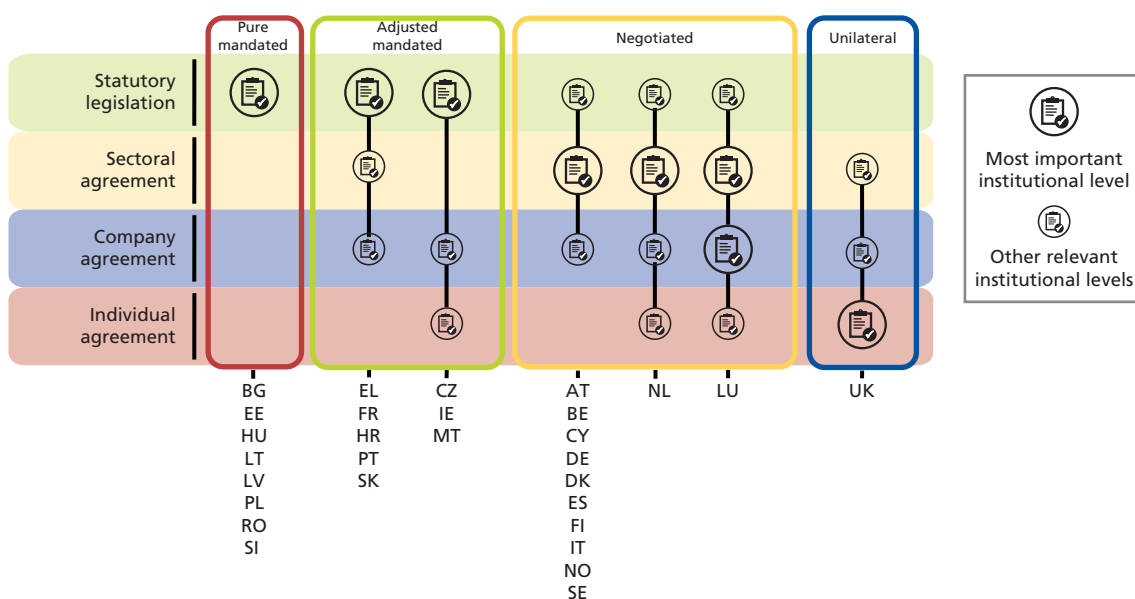 Pure
mandated
Adjusted
mandated
Negotiated
Unilateral
Statutory
legislation
Sectoral
agreement
Company
agreement
Individual
agreement
Most important
institutional level
Other relevant
institutional levels
BG
EE
HU
LT
LV
PL
RO
SI
EL
FR
HR
PT
SK
CZ
IE
MT
AT
BE
CY
DE
DK
ES
FI
IT
NO
SE
NL
LU
UK